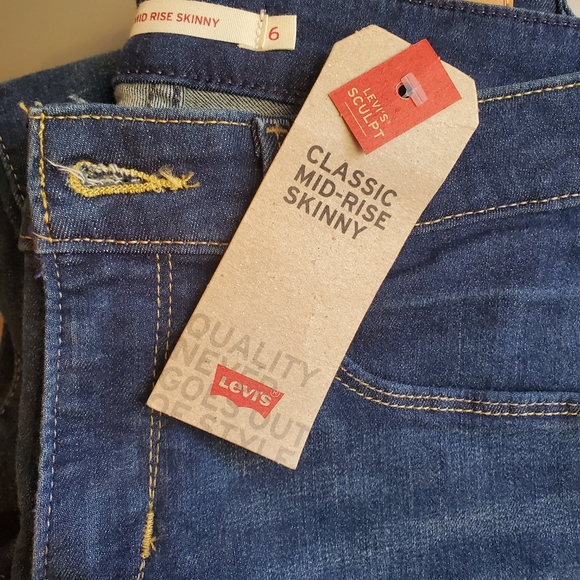 MID RISE SKINNY
6
LEVI'S
SCULPT
CLASSIC
MID-RISE
SKINNY
QUALITY
NEVER
GOES OUT
OF STYLE
Levi's®